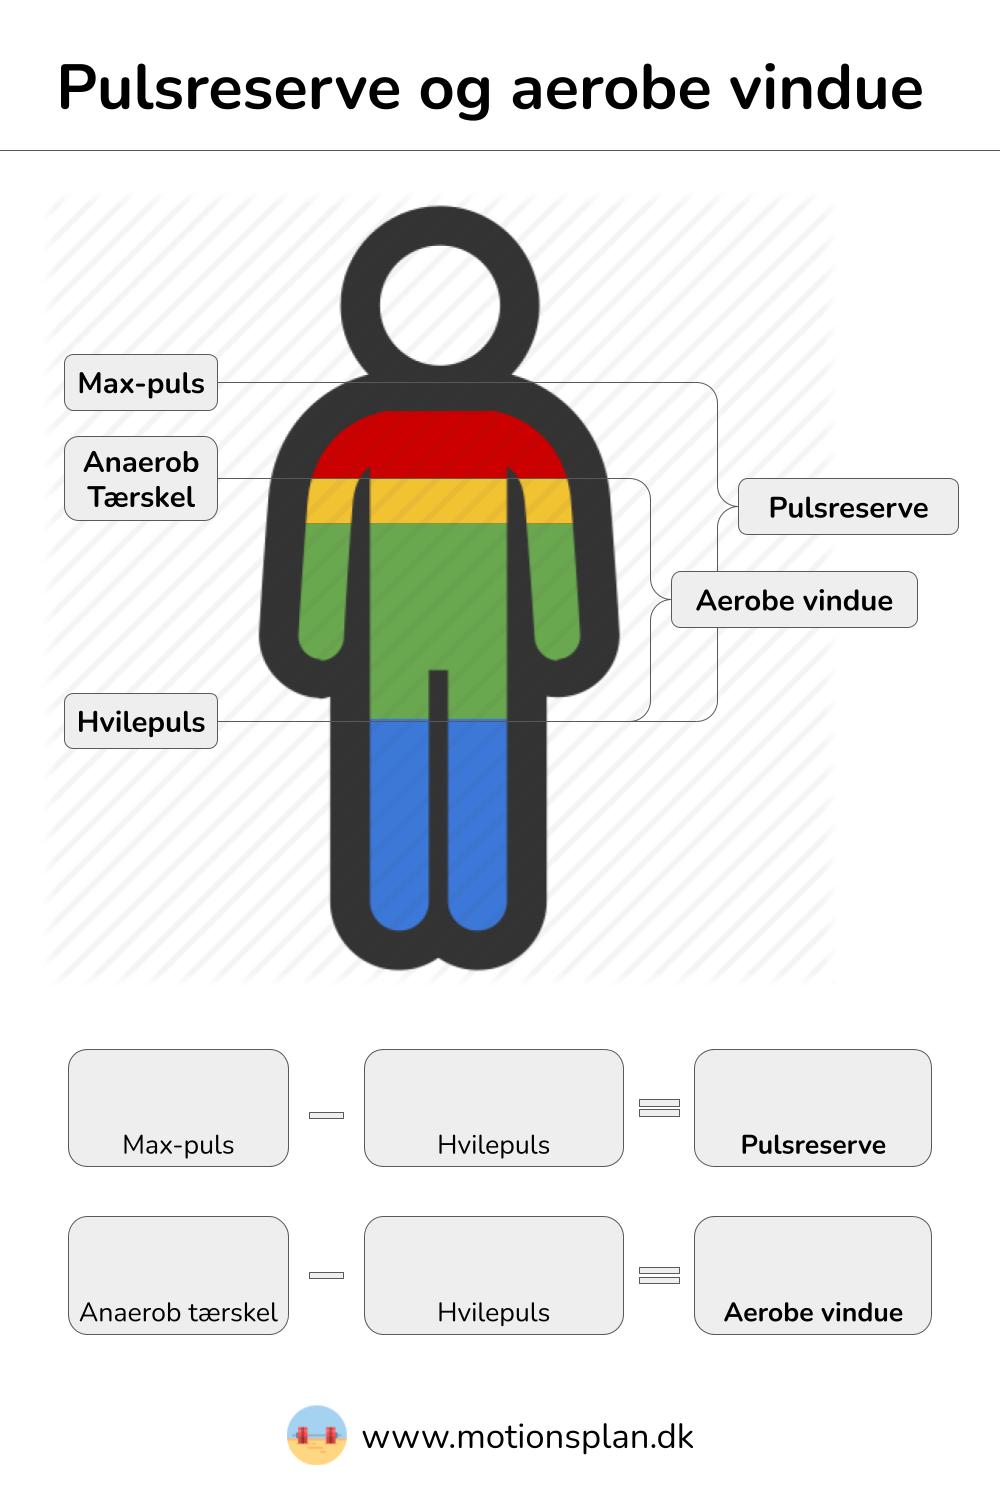 Pulsreserve og aerobe vindue
Max-puls
Anaerob
Tærskel
Pulsreserve
Aerobe vindue
Hvilepuls
Max-puls
Hvilepuls
Pulsreserve
Anaerob tærskel
Hvilepuls
Aerobe vindue
www.motionsplan.dk